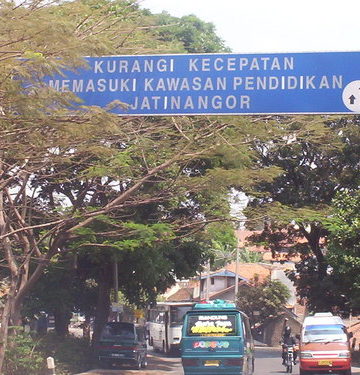 KURANGI KECEPATAN
MEMASUKI KAWASAN PENDIDIKAN
JATINANGOR